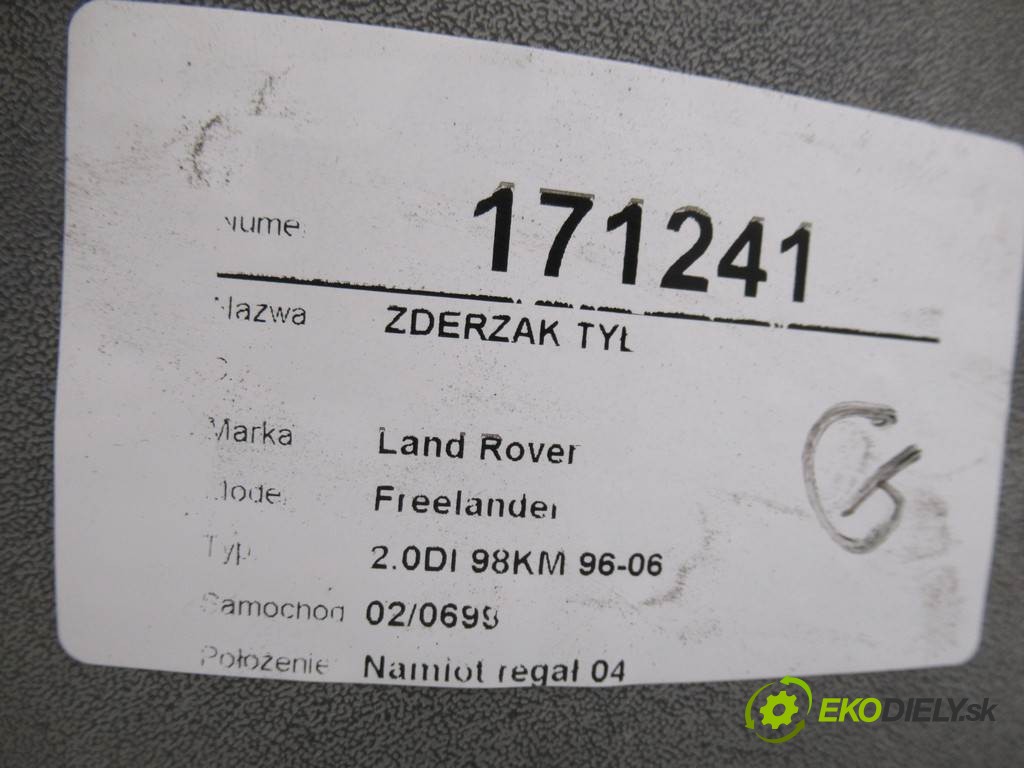 Nume 171241
Nazwa ZDERZAK TYŁ
Marka Land Rover
Model Freelander
Typ 2.0DI 98KM 96-06
Samochod 02/0699
Położenie Namiot regał 04
G
EKODIELY.sk